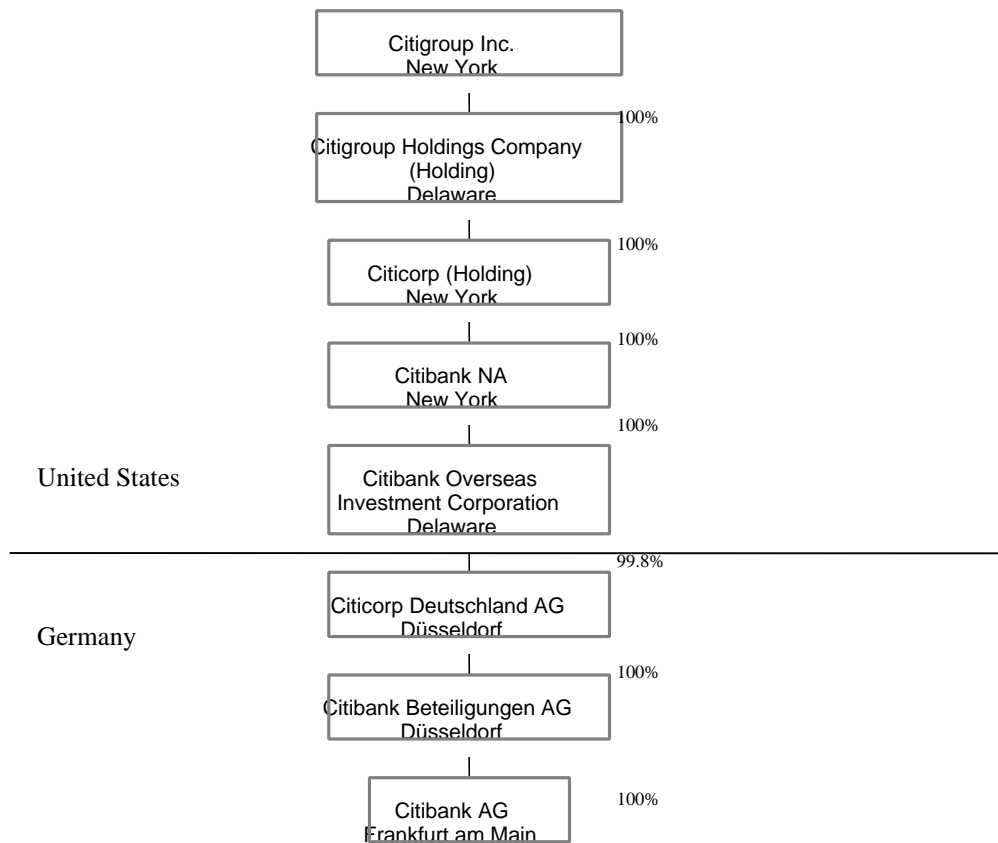 Citigroup Inc.
New York
100%
Citigroup Holdings Company
(Holding)
Delaware
100%
Citicorp (Holding)
New York
100%
Citibank NA
New York
100%
United States
Citibank Overseas
Investment Corporation
Delaware
99.8%
Citicorp Deutschland AG
Düsseldorf
Germany
100%
Citibank Beteiligungen AG
Düsseldorf
100%
Citibank AG
Frankfurt am Main